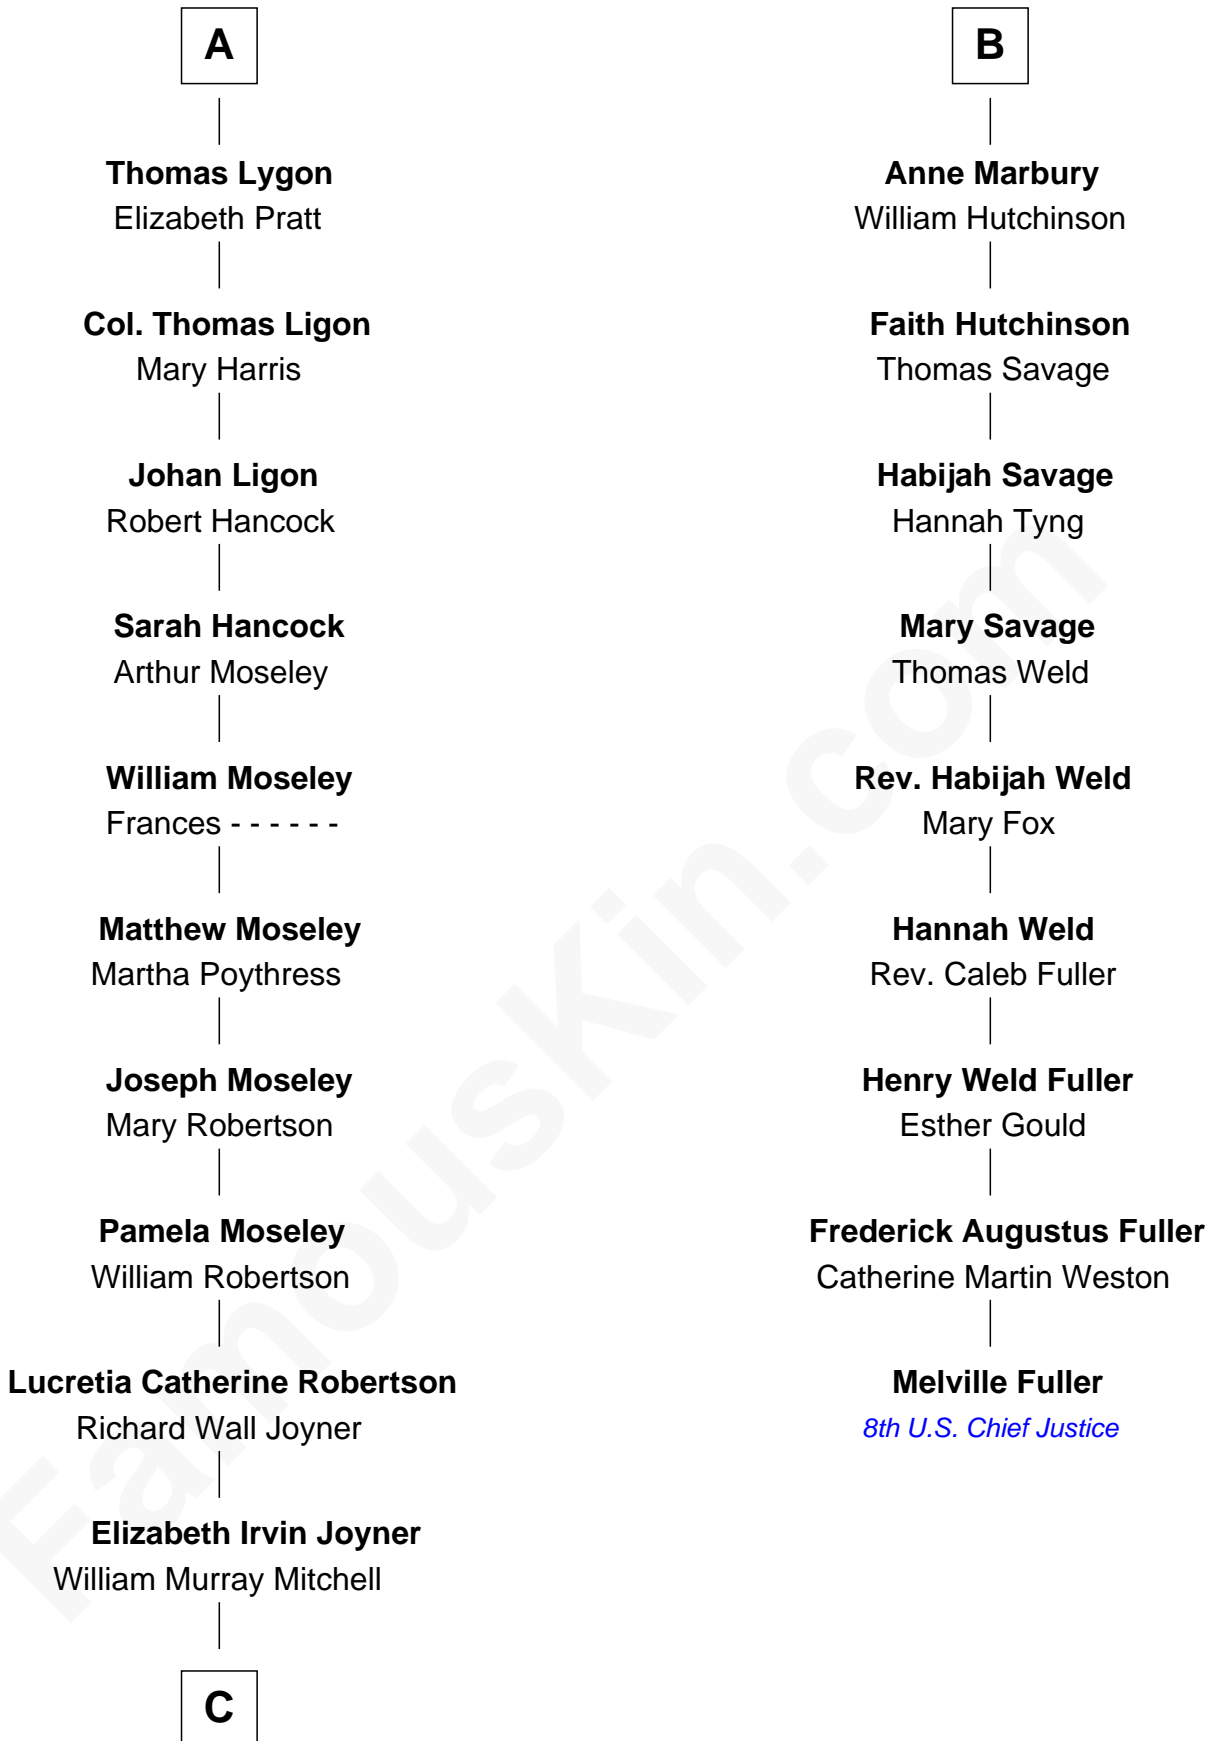 A
Thomas Lygon
Elizabeth Pratt
Col. Thomas Ligon
Mary Harris
Johan Ligon
Robert Hancock
Sarah Hancock
Arthur Moseley
William Moseley
Frances - - - - - -
Matthew Moseley
Martha Poythress
Joseph Moseley
Mary Robertson
Pamela Moseley
William Robertson
Lucretia Catherine Robertson
Richard Wall Joyner
Elizabeth Irvin Joyner
William Murray Mitchell
C
B
Anne Marbury
William Hutchinson
Faith Hutchinson
Thomas Savage
Habijah Savage
Hannah Tyng
Mary Savage
Thomas Weld
Rev. Habijah Weld
Mary Fox
Hannah Weld
Rev. Caleb Fuller
Henry Weld Fuller
Esther Gould
Frederick Augustus Fuller
Catherine Martin Weston
Melville Fuller
8th U.S. Chief Justice
FamousKin.com